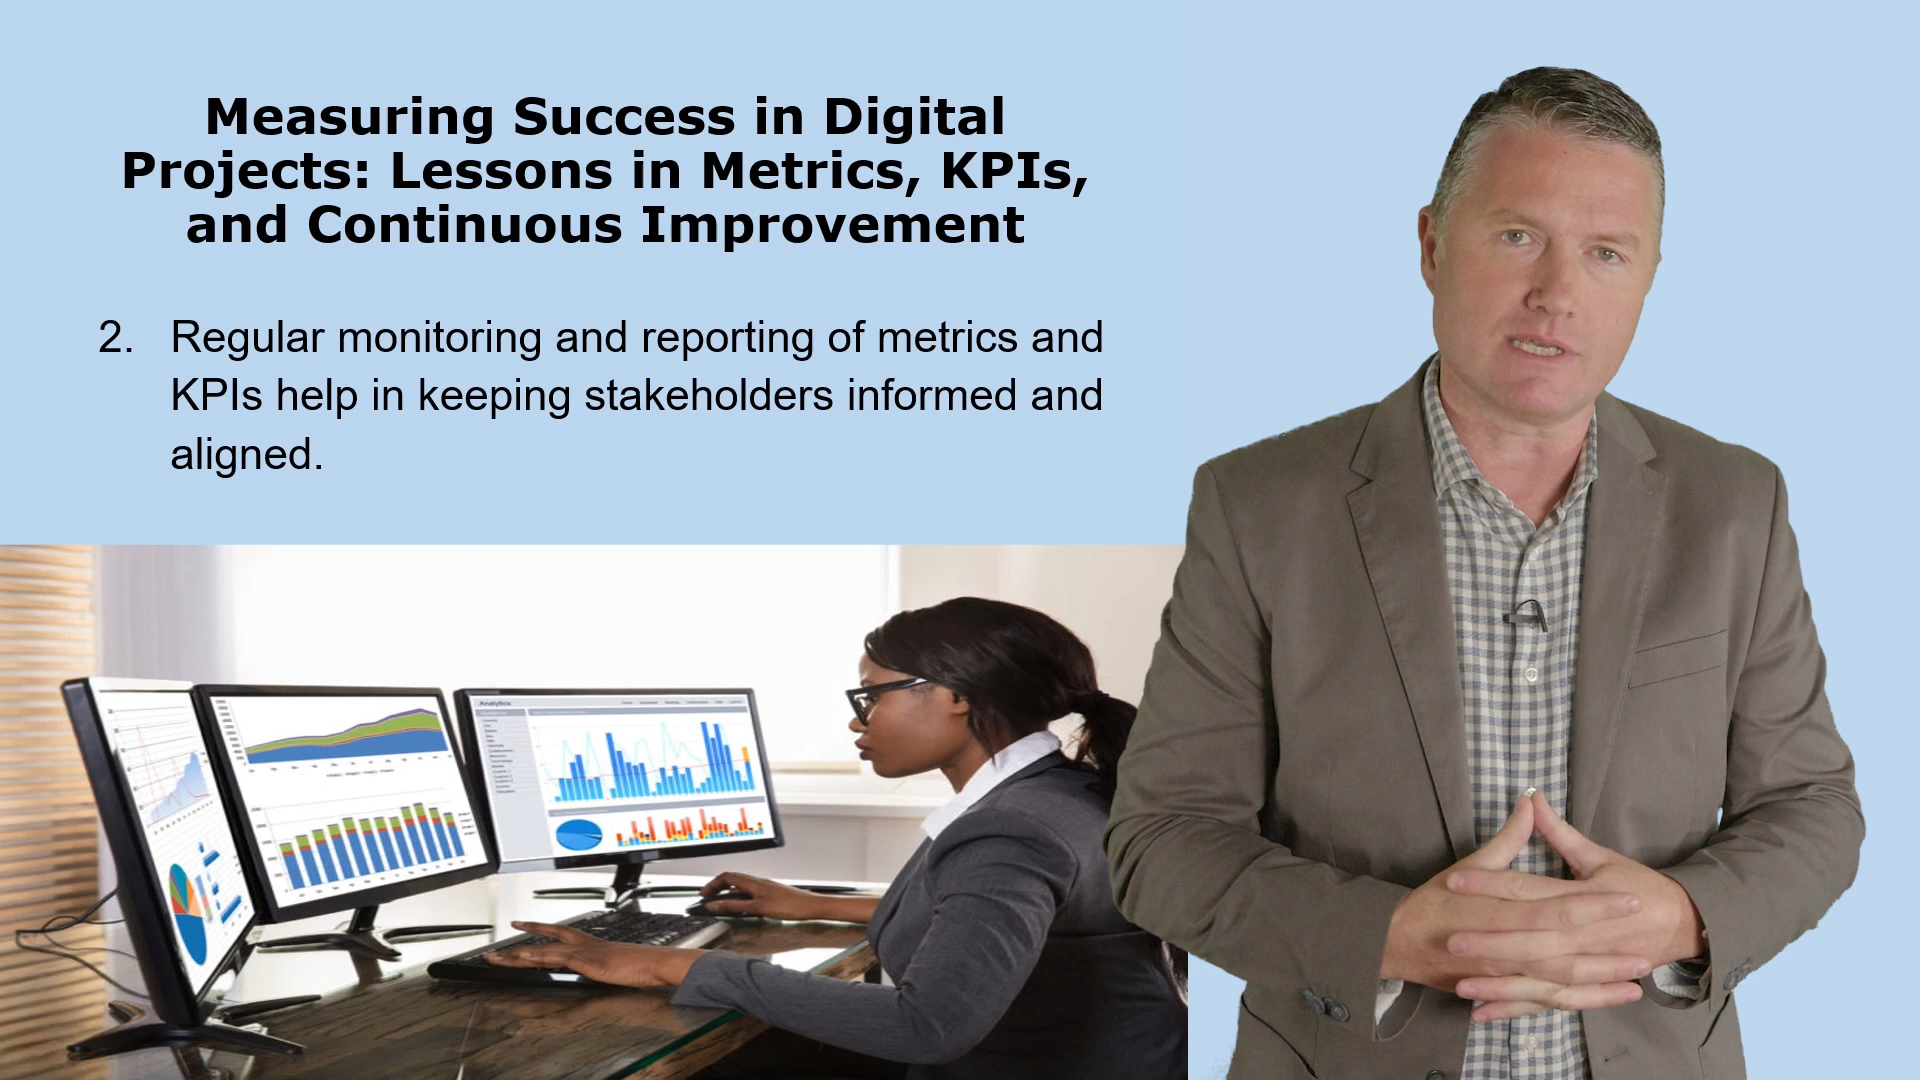 Measuring Success in Digital
Projects: Lessons in Metrics, KPIs,
and Continuous Improvement
2. Regular monitoring and reporting of metrics and
KPIs help in keeping stakeholders informed and
aligned.
Analytics